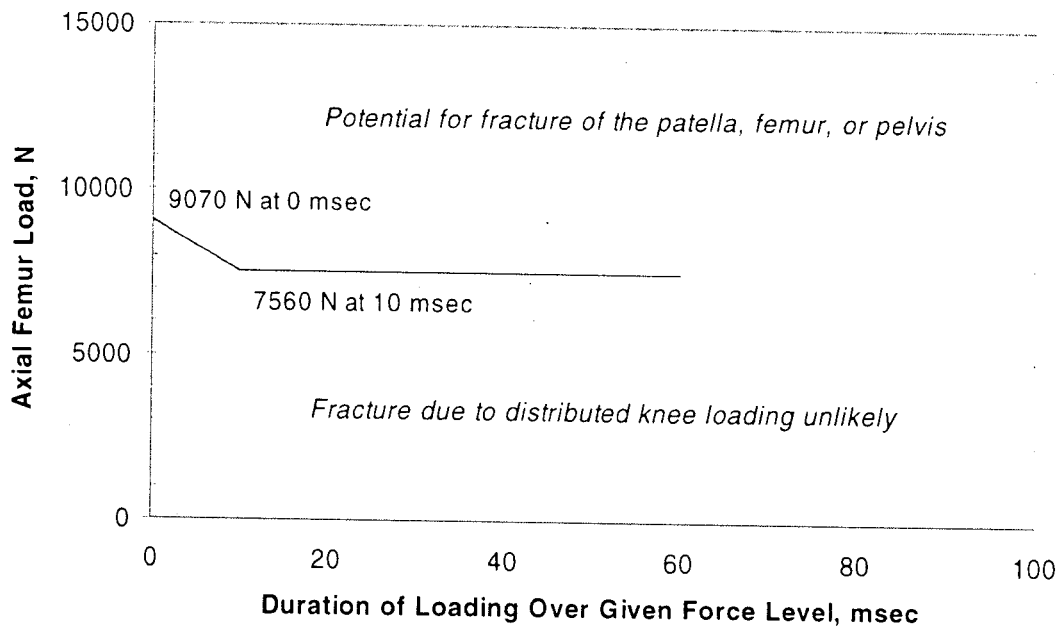 15000
Potential for fracture of the patella, femur, or pelvis
10000
9070 N at 0 msec
7560 N at 10 msec
5000
Fracture due to distributed knee loading unlikely
0
Axial Femur Load, N
0 20 40 60 80 100
Duration of Loading Over Given Force Level, msec